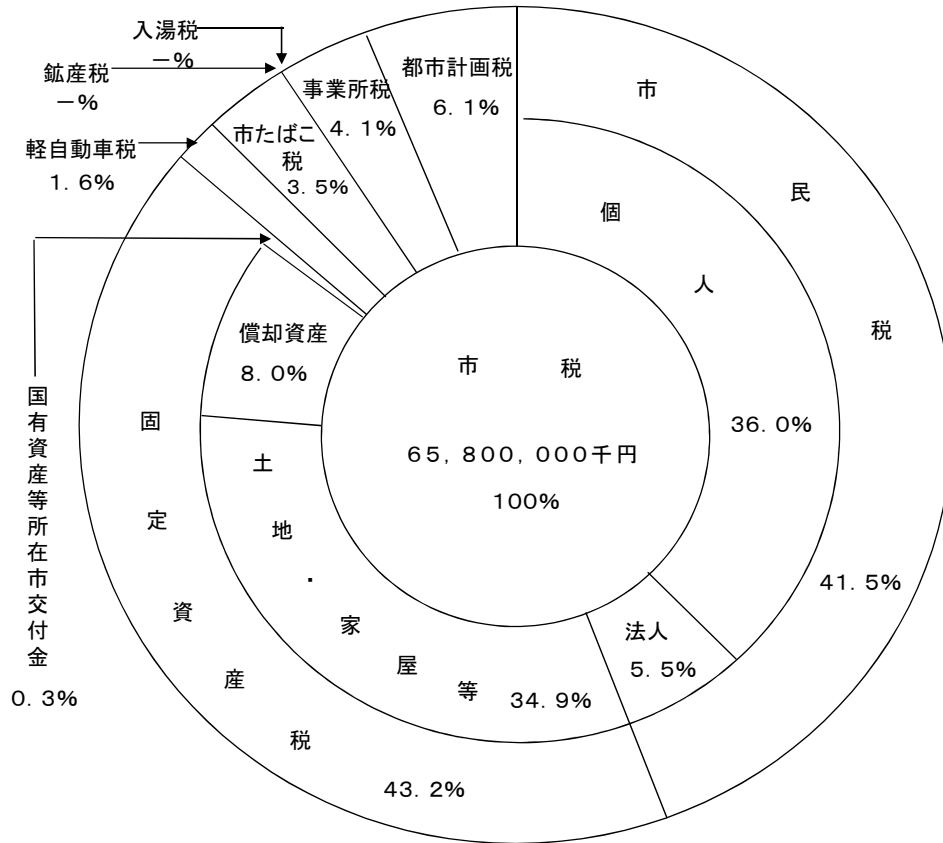 入湯税
－%
鉱産税
－%
軽自動車税
1．6%
市たばこ
税
3．5%
事業所税
4．1%
都市計画税
6．1%
市民税
41．5%
個人
36．0%
法人
5．5%
市　税
65，800，000千円
100%
償却資産
8．0%
土地・家屋等
34．9%
固定資産税
43．2%
国有資産等所在市交付金
0．3%